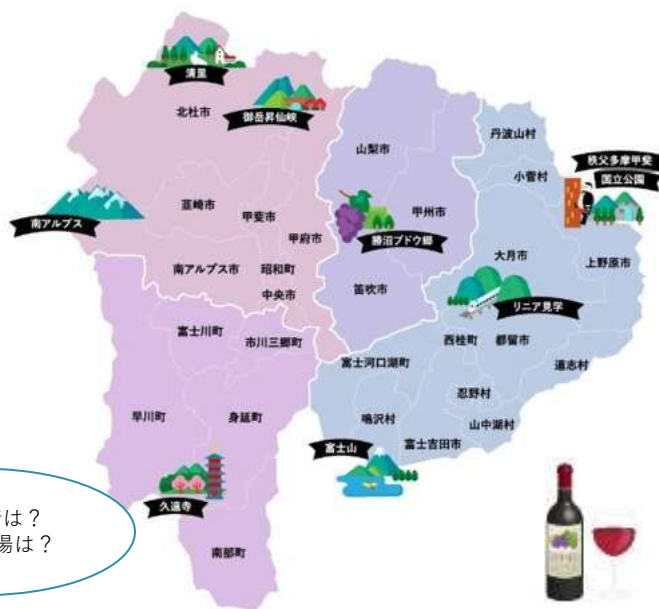 清里
北杜市
御岳昇仙峡
丹波山村
山梨市
秩父多摩甲斐
国立公園
小菅村
南アルプス
韮崎市
甲斐市
甲州市
甲府市
勝沼ブドウ郷
大月市
上野原市
南アルプス市
昭和町
中央市
笛吹市
リニア見学
富士川町
市川三郷町
西桂町
都留市
富士河口湖町
道志村
忍野村
早川町
身延町
鳴沢村
山中湖村
富士山
富士吉田市
久遠寺
は?
場は?
南部町